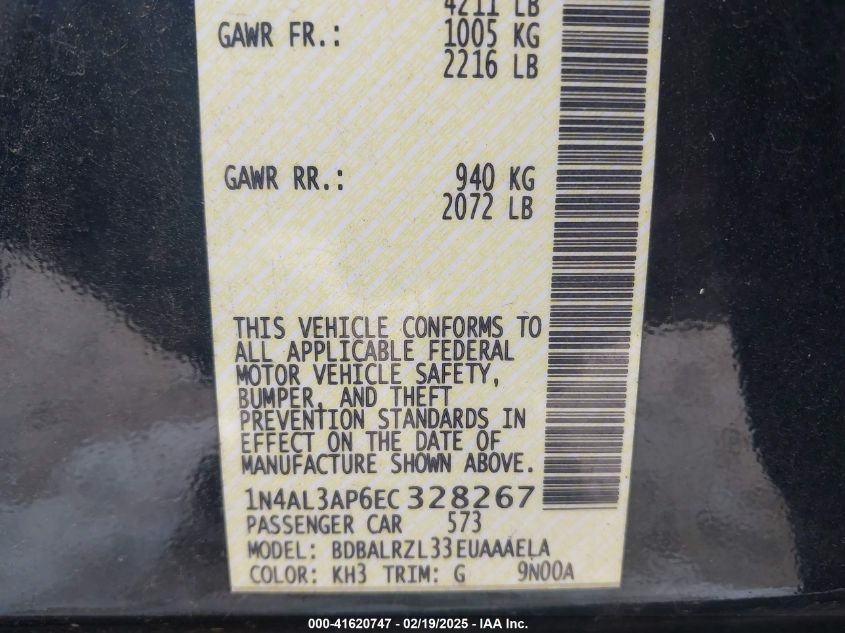 4211 LB
GAWR FR.: 1005 KG
2216 LB
GAWR RR.: 940 KG
2072 LB
THIS VEHICLE CONFORMS TO
ALL APPLICABLE FEDERAL
MOTOR VEHICLE SAFETY,
BUMPER, AND THEFT
PREVENTION STANDARDS IN
EFFECT ON THE DATE OF
MANUFACTURE SHOWN ABOVE.
1N4AL3AP6EC328267
PASSENGER CAR 573
MODEL: BDBALRZL33EUAAAELA
COLOR: KH3 TRIM: G 9N00A
000-41620747 - 02/19/2025 - IAA Inc.